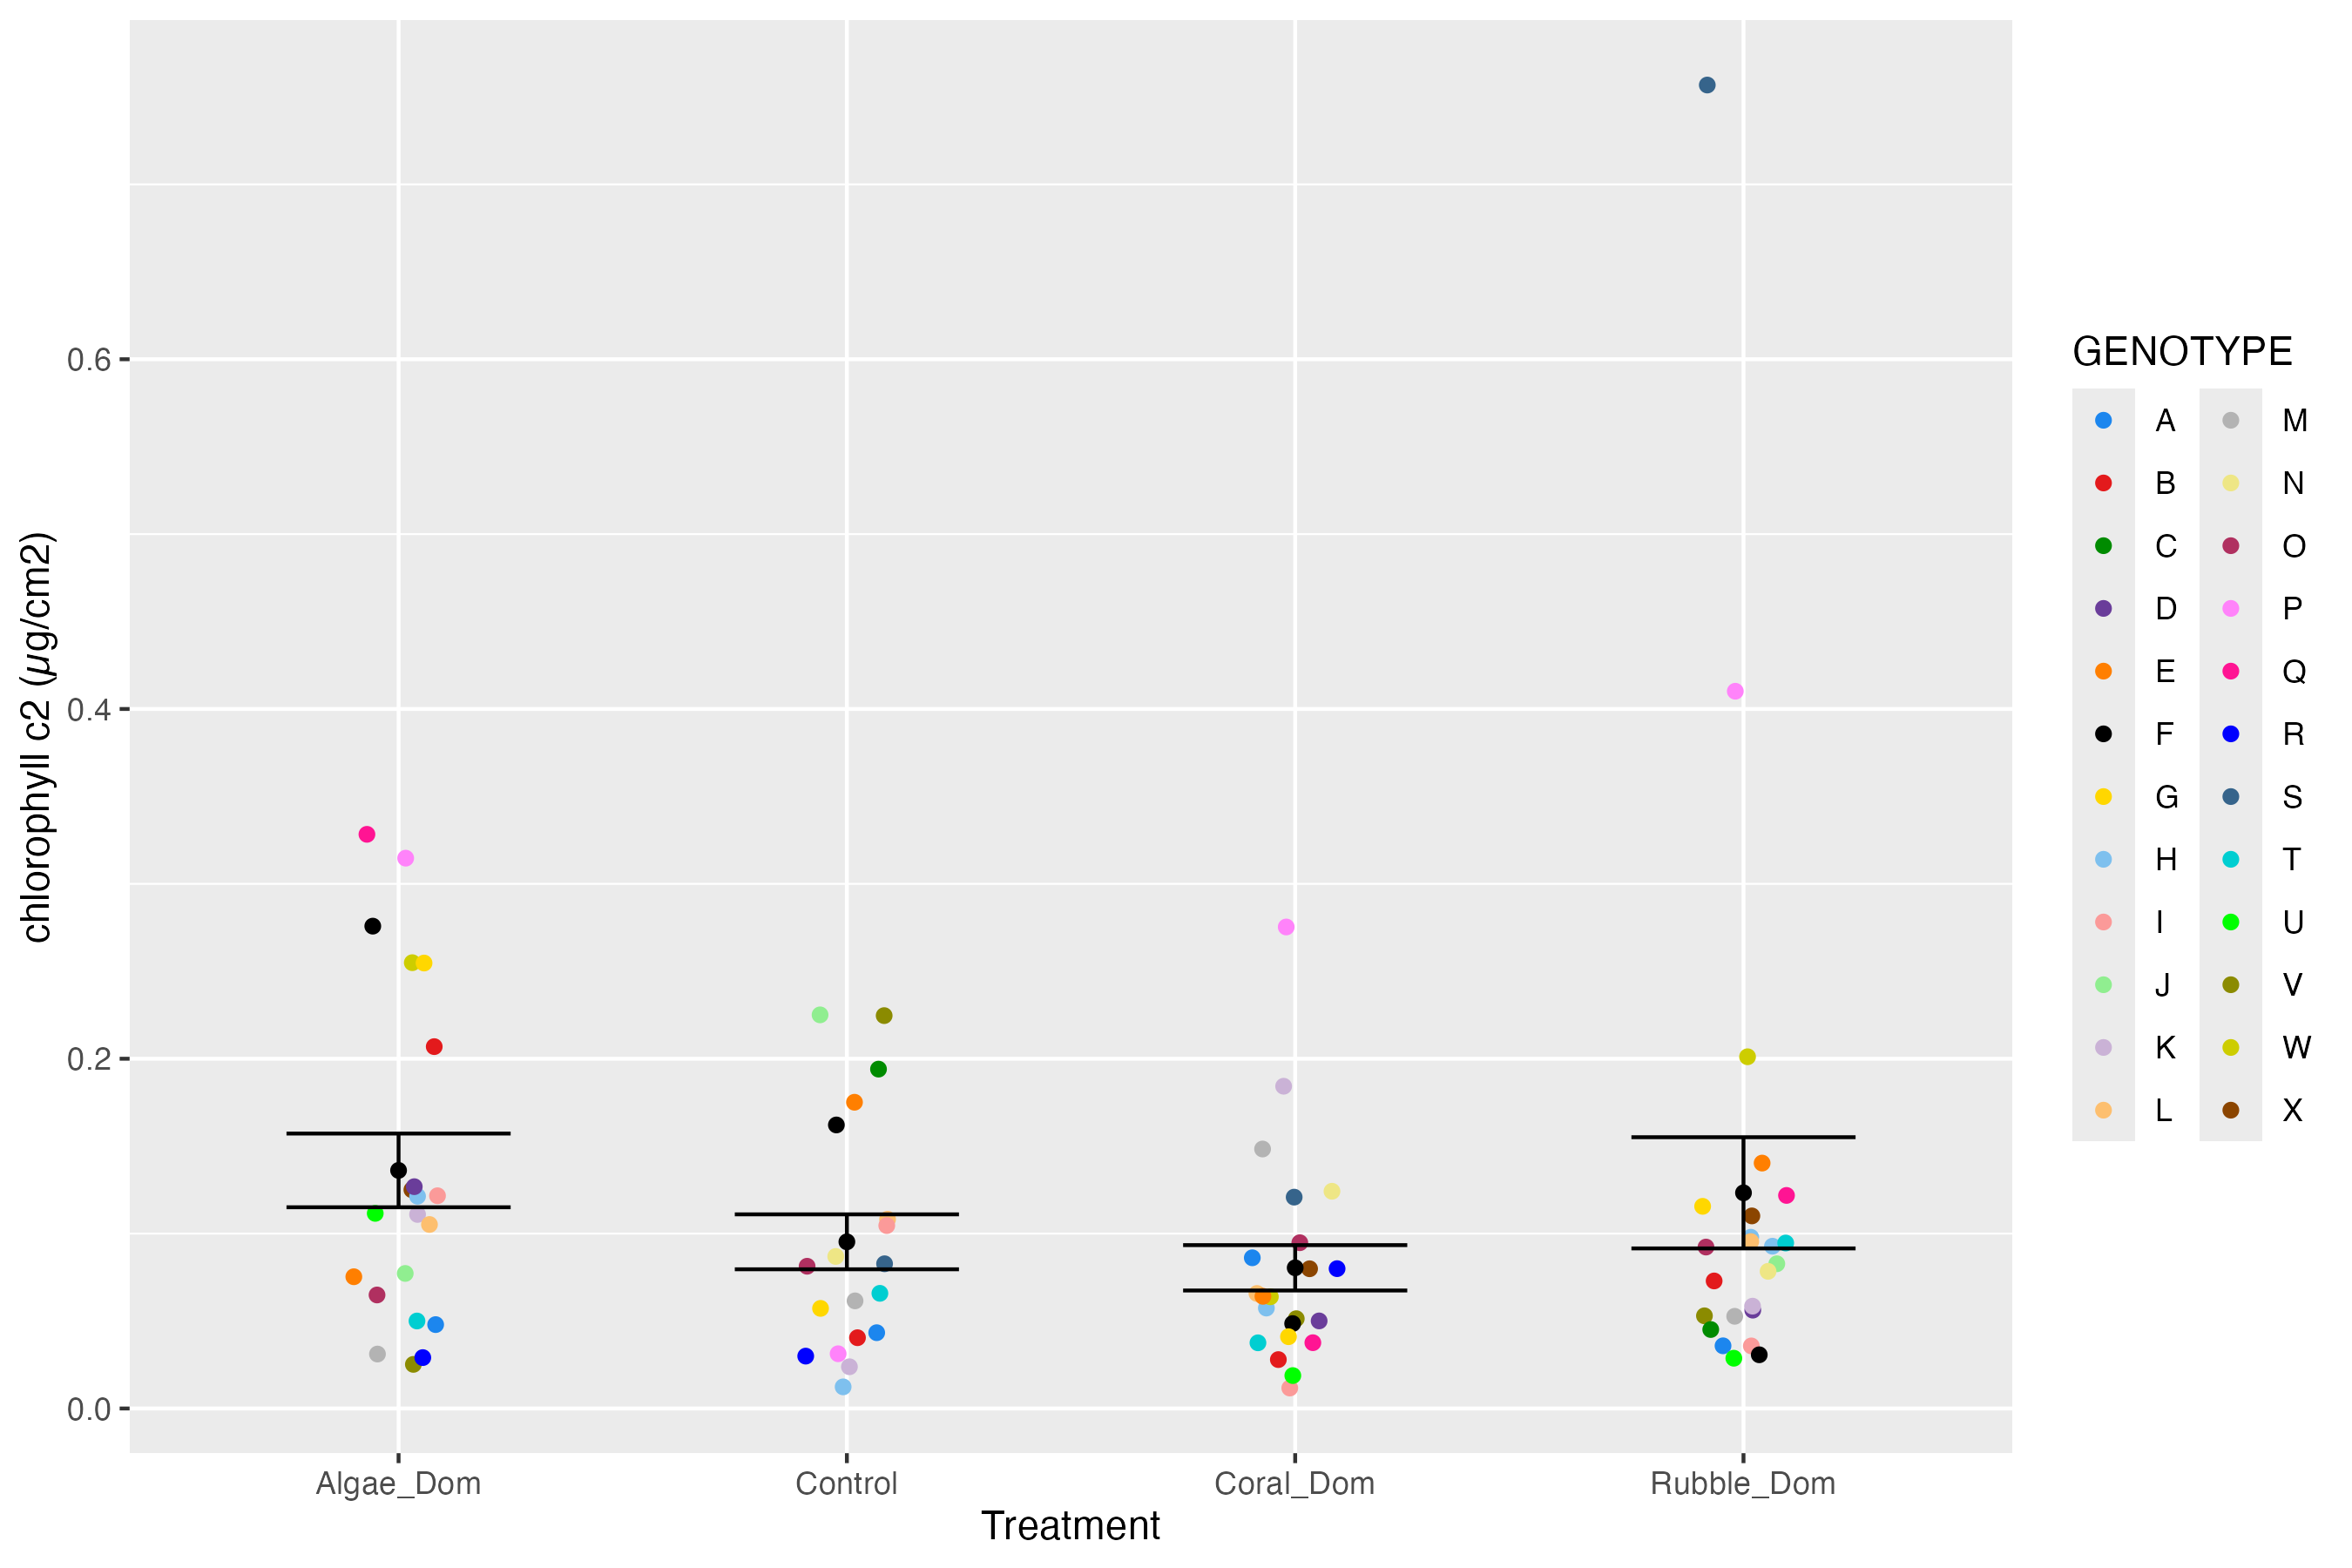 chlorophyll c2 (µg/cm2)
0.6
0.4
0.2
0.0
Algae_Dom Control Coral_Dom Rubble_Dom
Treatment
GENOTYPE
A M
B N
C O
D P
E Q
F R
G S
H T
I U
J V
K W
L X